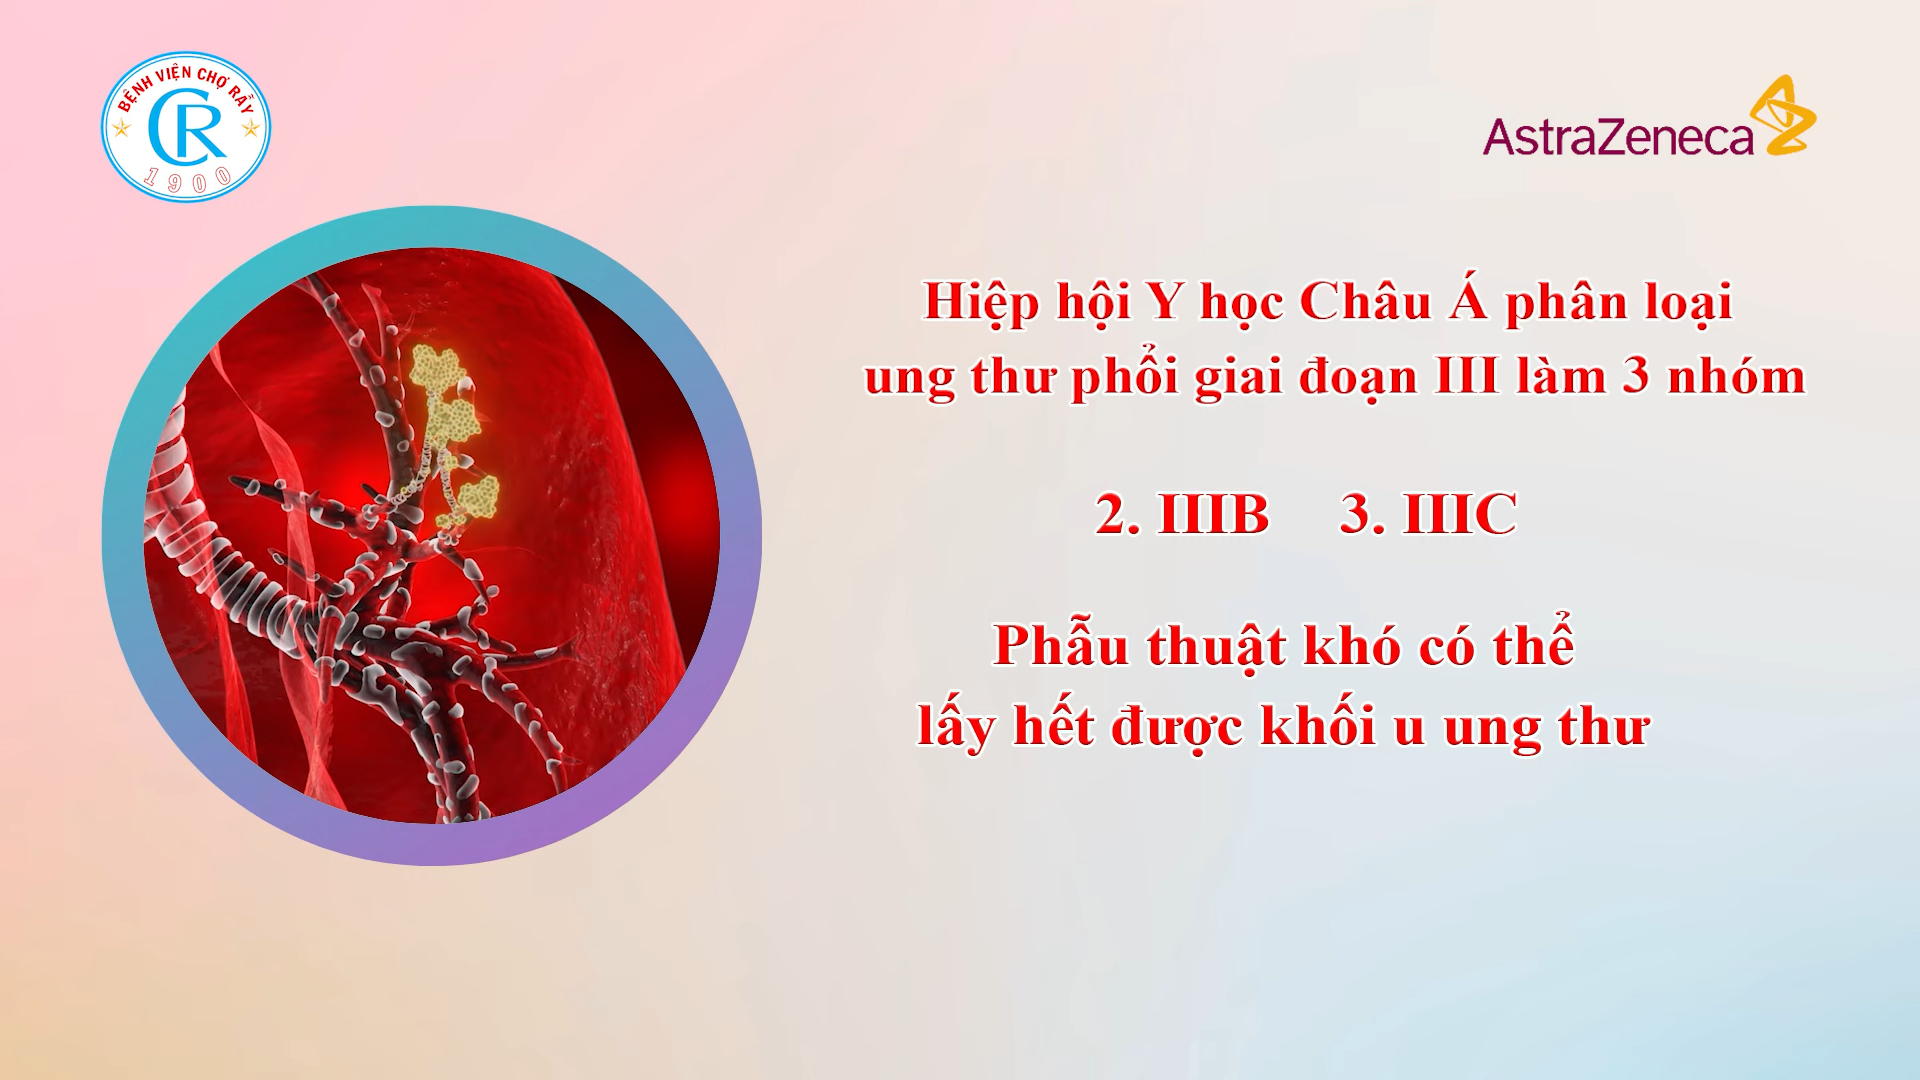 BỆNH VIỆN CHỢ RẪY
CR
1900
AstraZeneca
Hiệp hội Y học Châu Á phân loại
ung thư phổi giai đoạn III làm 3 nhóm
2. IIIB 3. IIIC
Phẫu thuật khó có thể
lấy hết được khối u ung thư